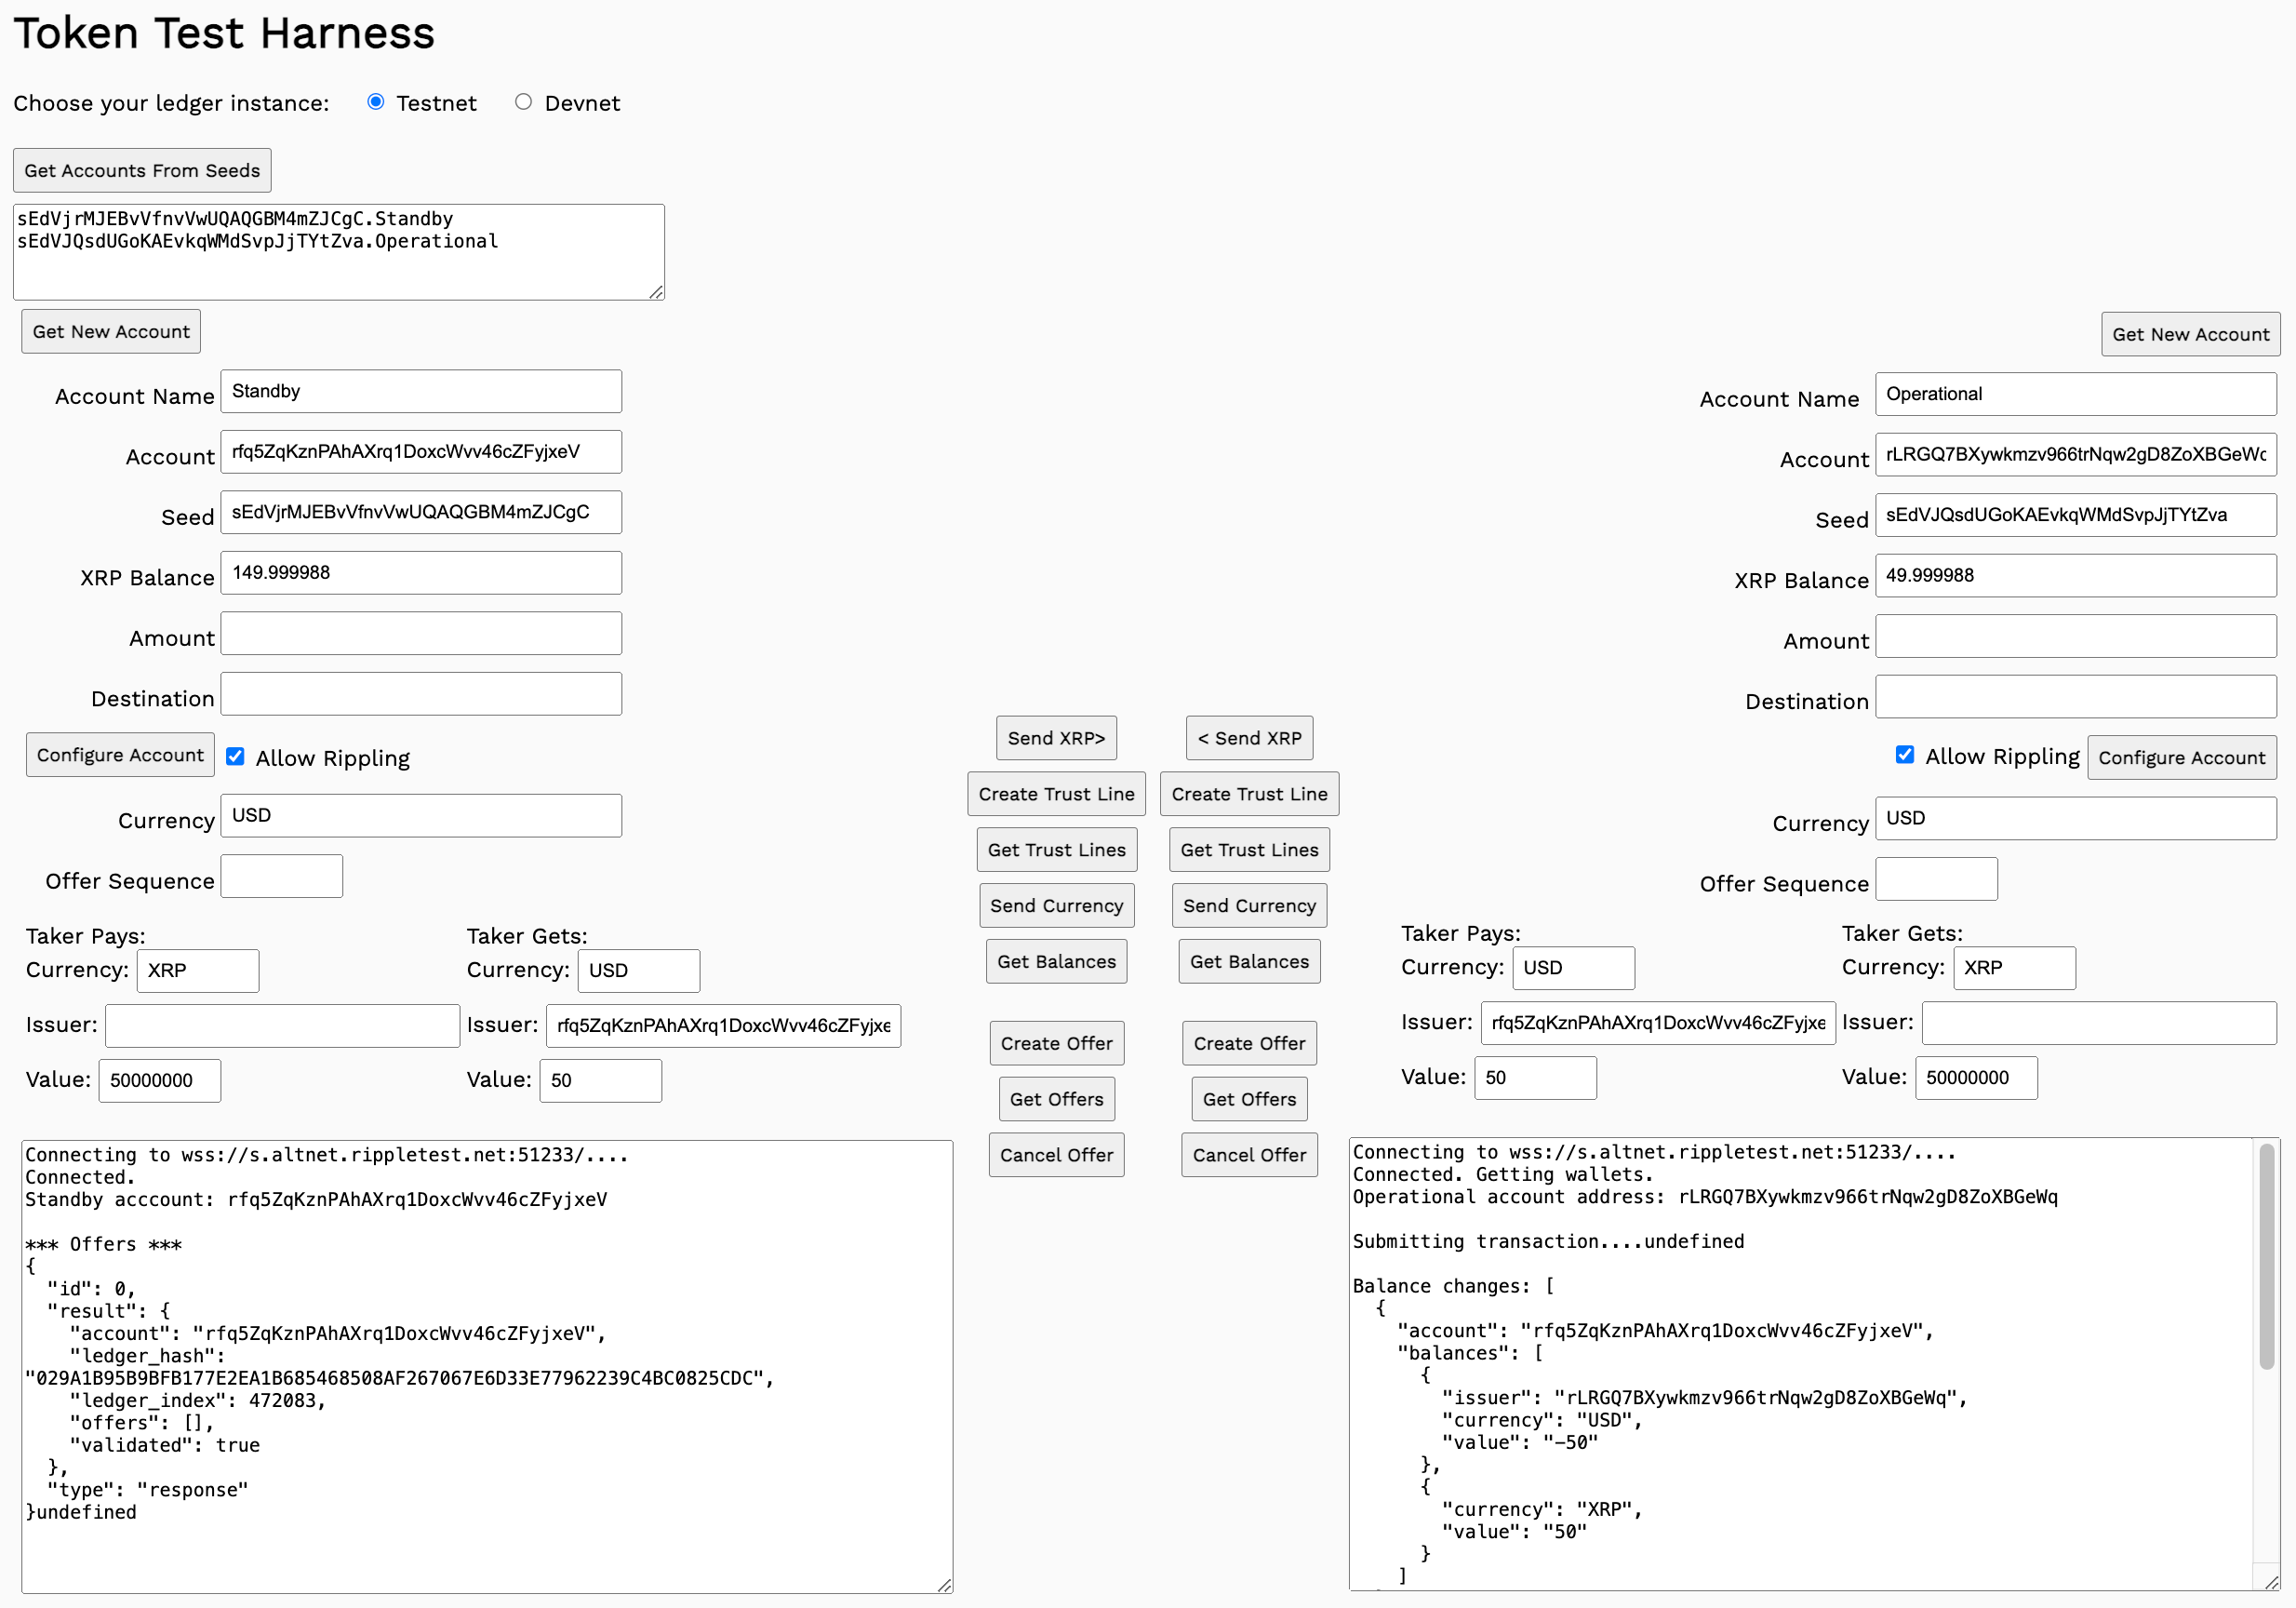 Token Test Harness
Choose your ledger instance: Testnet Devnet
Get Accounts From Seeds
sEdVjrMJEBvVfnvVwUQAQGBM4mZJCgC.Standby
sEdVJQsdUGoKAEvkqWMdSvpJjTYtZva.Operational
Get New Account
Account Name Standby
Account rfq5ZqKznPAhAXrq1DoxcWvv46cZFyjxeV
Seed sEdVjrMJEBvVfnvVwUQAQGBM4mZJCgC
XRP Balance 149.999988
Amount
Destination
Configure Account Allow Rippling
Currency USD
Offer Sequence
Taker Pays: Taker Gets:
Currency: XRP Currency: USD
Issuer: Issuer: rfq5ZqKznPAhAXrq1DoxcWvv46cZFyjxe
Value: 50000000 Value: 50
Connecting to wss://s.altnet.rippletest.net:51233/....
Connected.
Standby acccount: rfq5ZqKznPAhAXrq1DoxcWvv46cZFyjxeV
*** Offers ***
{
"id": 0,
"result": {
"account": "rfq5ZqKznPAhAXrq1DoxcWvv46cZFyjxeV",
"ledger_hash":
"029A1B95B9BFB177E2EA1B685468508AF267067E6D33E77962239C4BC0825CDC",
"ledger_index": 472083,
"offers": [],
"validated": true
},
"type": "response"
}undefined
Send XRP> < Send XRP
Create Trust Line Create Trust Line
Get Trust Lines Get Trust Lines
Send Currency Send Currency
Get Balances Get Balances
Create Offer Create Offer
Get Offers Get Offers
Cancel Offer Cancel Offer
Get New Account
Account Name Operational
Account rLRGQ7BXywkmzv966trNqw2gD8ZoXBGeWq
Seed sEdVJQsdUGoKAEvkqWMdSvpJjTYtZva
XRP Balance 49.999988
Amount
Destination
Allow Rippling Configure Account
Currency USD
Offer Sequence
Taker Pays: Taker Gets:
Currency: USD Currency: XRP
Issuer: rfq5ZqKznPAhAXrq1DoxcWvv46cZFyjxe Issuer:
Value: 50 Value: 50000000
Connecting to wss://s.altnet.rippletest.net:51233/....
Connected. Getting wallets.
Operational account address: rLRGQ7BXywkmzv966trNqw2gD8ZoXBGeWq
Submitting transaction....undefined
Balance changes: [
{
"account": "rfq5ZqKznPAhAXrq1DoxcWvv46cZFyjxeV",
"balances": [
{
"issuer": "rLRGQ7BXywkmzv966trNqw2gD8ZoXBGeWq",
"currency": "USD",
"value": "-50"
},
{
"currency": "XRP",
"value": "50"
}
]